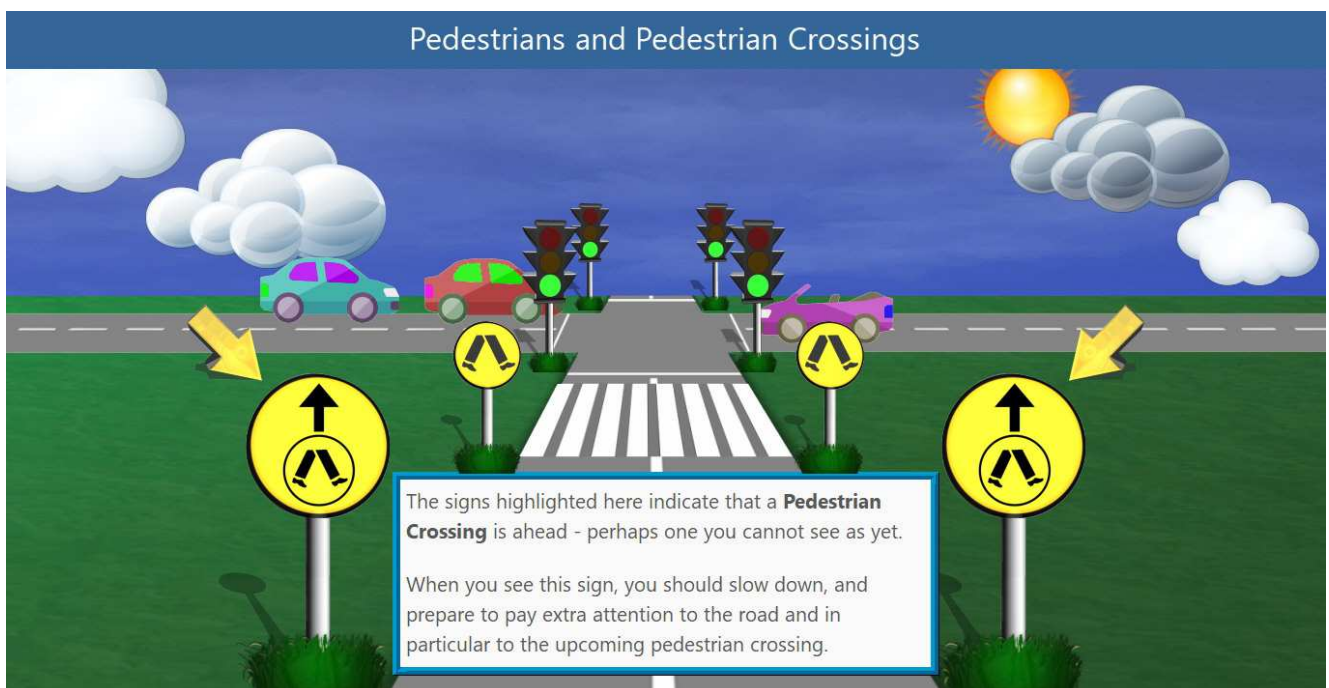 Pedestrians and Pedestrian Crossings
The signs highlighted here indicate that a Pedestrian
Crossing is ahead - perhaps one you cannot see as yet.
When you see this sign, you should slow down, and
prepare to pay extra attention to the road and in
particular to the upcoming pedestrian crossing.